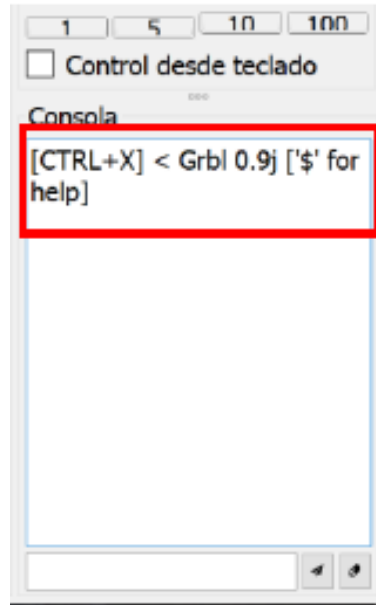 1 5 10 100
Control desde teclado
Consola
[CTRL+X] < Grbl 0.9j ['$' for
help]